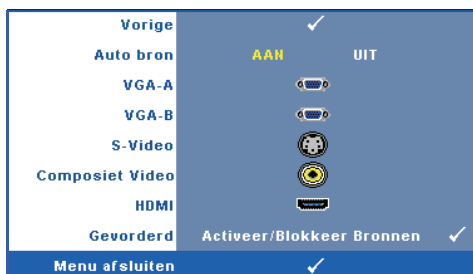 Vorige
Auto bron AAN UIT
VGA-A
VGA-B
S-Video
Composiet Video
HDMI
Gevorderd Activeer/Blokkeer Bronnen
Menu afsluiten